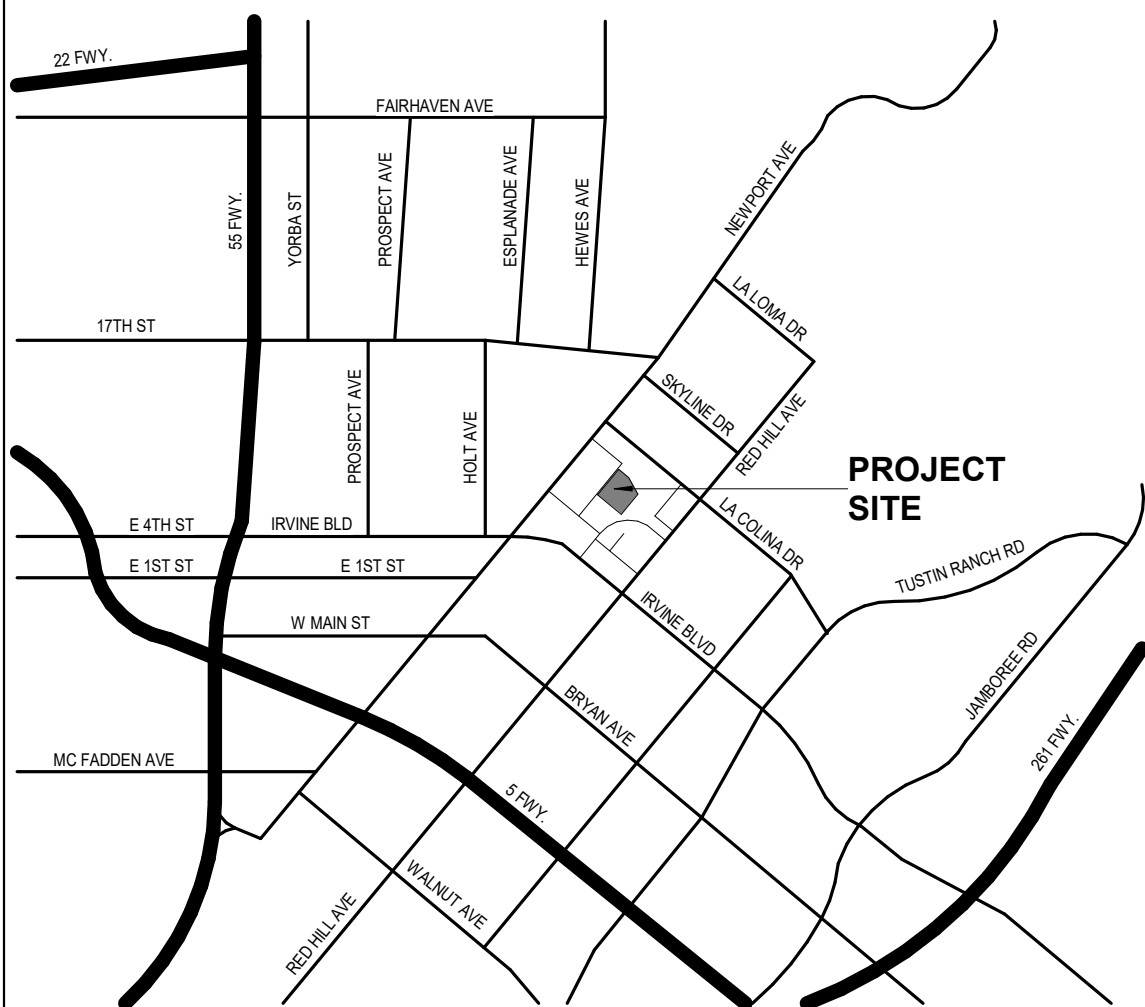 22 FWY.
FAIRHAVEN AVE
55 FWY.
YORBA ST
PROSPECT AVE
ESPLANADE AVE
HEWES AVE
NEWPORT AVE
LA LOMA DR
17TH ST
SKYLINE DR
RED HILL AVE
PROSPECT AVE
HOLT AVE
PROJECT
SITE
LA COLINA DR
E 4TH ST
IRVINE BLD
E 1ST ST
E 1ST ST
TUSTIN RANCH RD
W MAIN ST
IRVINE BLVD
BRYAN AVE
JAMBOREE RD
261 FWY.
MC FADDEN AVE
5 FWY.
WALNUT AVE
RED HILL AVE